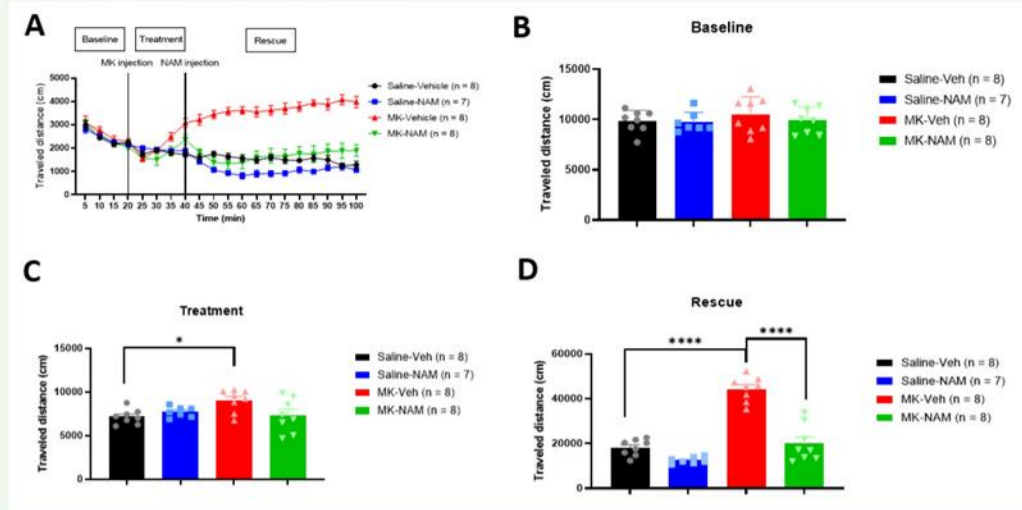 A
Baseline
Treatment
Rescue
MK injection
NAM injection
5000
4000
3000
2000
1000
0
Traveled distance (cm)
5 10 15 20 25 30 35 40 45 50 55 60 65 70 75 80 85 90 95 100
Time (min)
Saline-Vehicle (n = 8)
Saline-NAM (n = 7)
MK-Vehicle (n = 8)
MK-NAM (n = 8)
B
Baseline
15000
10000
5000
0
Traveled distance (cm)
Saline-Veh (n = 8)
Saline-NAM (n = 7)
MK-Veh (n = 8)
MK-NAM (n = 8)
C
Treatment
*
15000
10000
5000
0
Traveled distance (cm)
Saline-Veh (n = 8)
Saline-NAM (n = 7)
MK-Veh (n = 8)
MK-NAM (n = 8)
D
Rescue
****
****
60000
40000
20000
0
Traveled distance (cm)
Saline-Veh (n = 8)
Saline-NAM (n = 7)
MK-Veh (n = 8)
MK-NAM (n = 8)